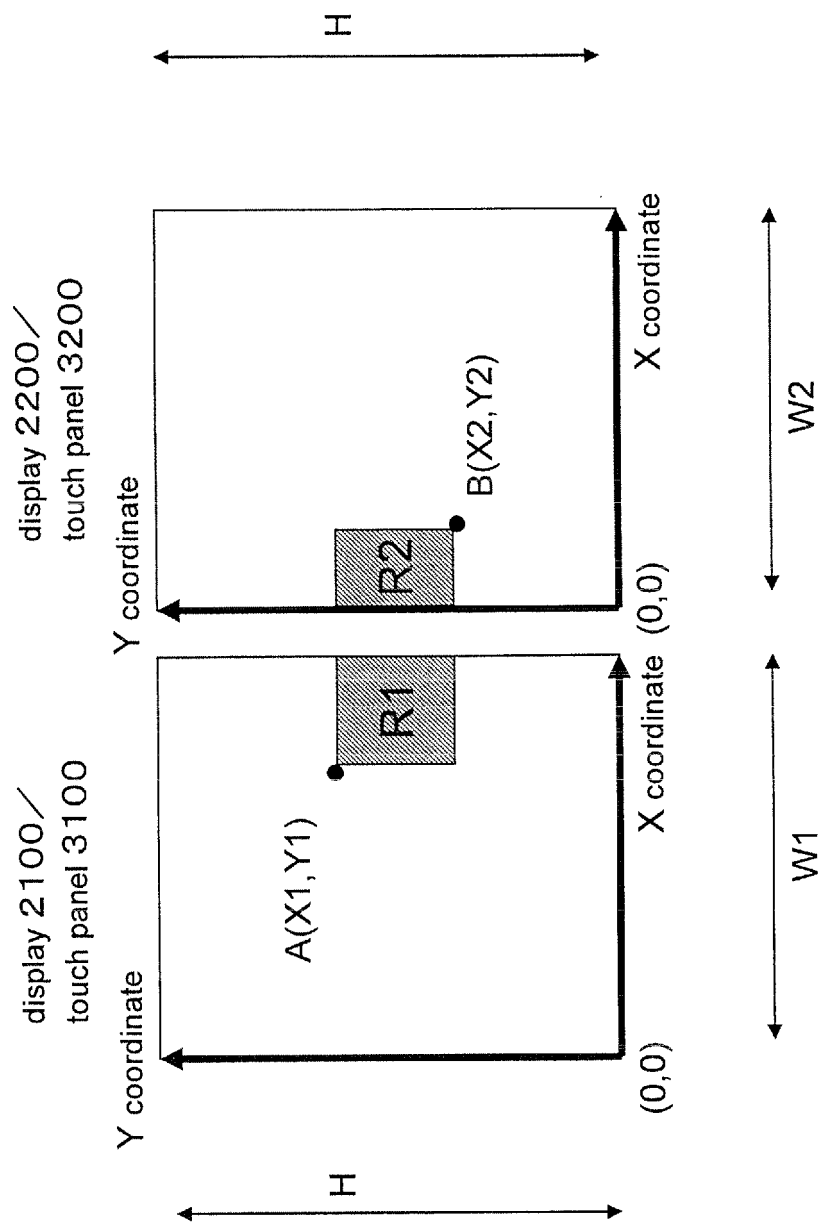 display 2100/
touch panel 3100
display 2200/
touch panel 3200
Y coordinate
Y coordinate
H
A(X1,Y1)
R1
R2
B(X2,Y2)
H
(0,0)
X coordinate
(0,0)
X coordinate
W1
W2